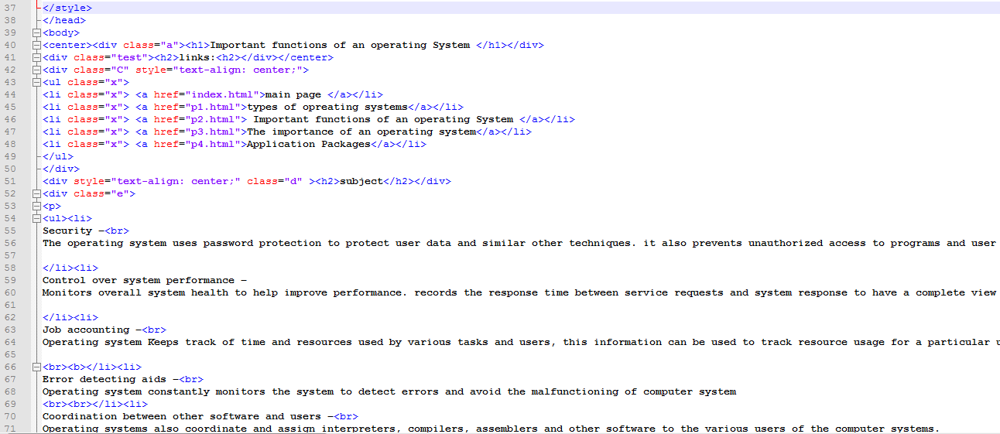 37 </style>
38 </head>
39 <body>
40 <center><div class="a"><h1>Important functions of an operating System </h1></div>
41 <div class="test"><h2>links:<h2></div></center>
42 <div class="C" style="text-align: center;">
43 <ul class="x">
44 <li class="x"> <a href="index.html">main page </a></li>
45 <li class="x"> <a href="p1.html">types of opreating systems</a></li>
46 <li class="x"> <a href="p2.html"> Important functions of an operating System </a></li>
47 <li class="x"> <a href="p3.html">The importance of an operating system</a></li>
48 <li class="x"> <a href="p4.html">Application Packages</a></li>
49 </ul>
50 </div>
51 <div style="text-align: center;" class="d" ><h2>subject</h2></div>
52 <div class="e">
53 <p>
54 <ul><li>
55 Security –<br>
56 The operating system uses password protection to protect user data and similar other techniques. it also prevents unauthorized access to programs and user
57
58 </li><li>
59 Control over system performance –
60 Monitors overall system health to help improve performance. records the response time between service requests and system response to have a complete view
61
62 </li><li>
63 Job accounting –<br>
64 Operating system Keeps track of time and resources used by various tasks and users, this information can be used to track resource usage for a particular
65
66 <br><b></li><li>
67 Error detecting aids –<br>
68 Operating system constantly monitors the system to detect errors and avoid the malfunctioning of computer system
69 <br><br></li><li>
70 Coordination between other software and users –<br>
71 Operating systems also coordinate and assign interpreters, compilers, assemblers and other software to the various users of the computer systems.